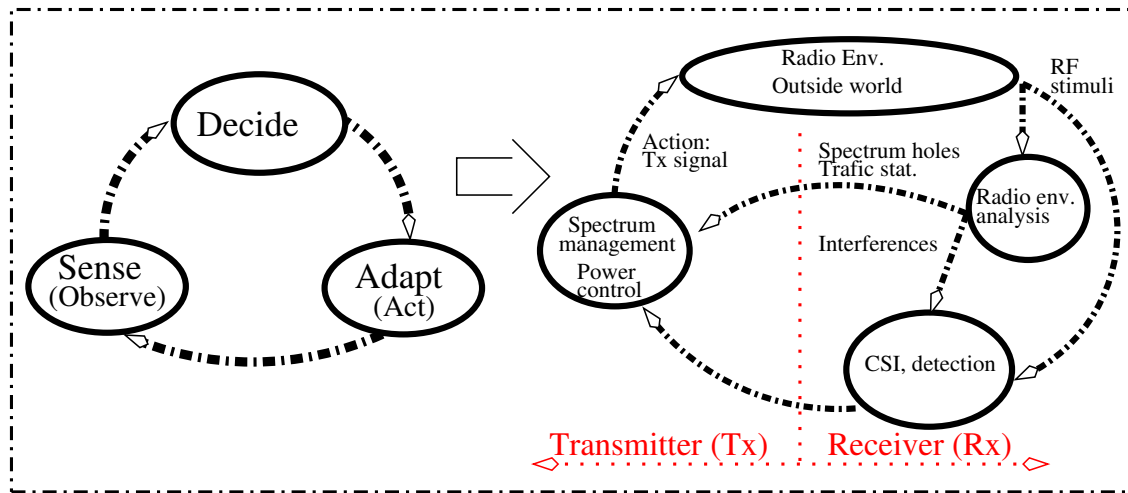 Decide
Sense
(Observe)
Adapt
(Act)
Radio Env.
Outside world
RF
stimuli
Action:
Tx signal
Spectrum holes
Trafic stat.
Radio env.
analysis
Spectrum
management
Power
control
Interferences
CSI, detection
Transmitter (Tx)
Receiver (Rx)